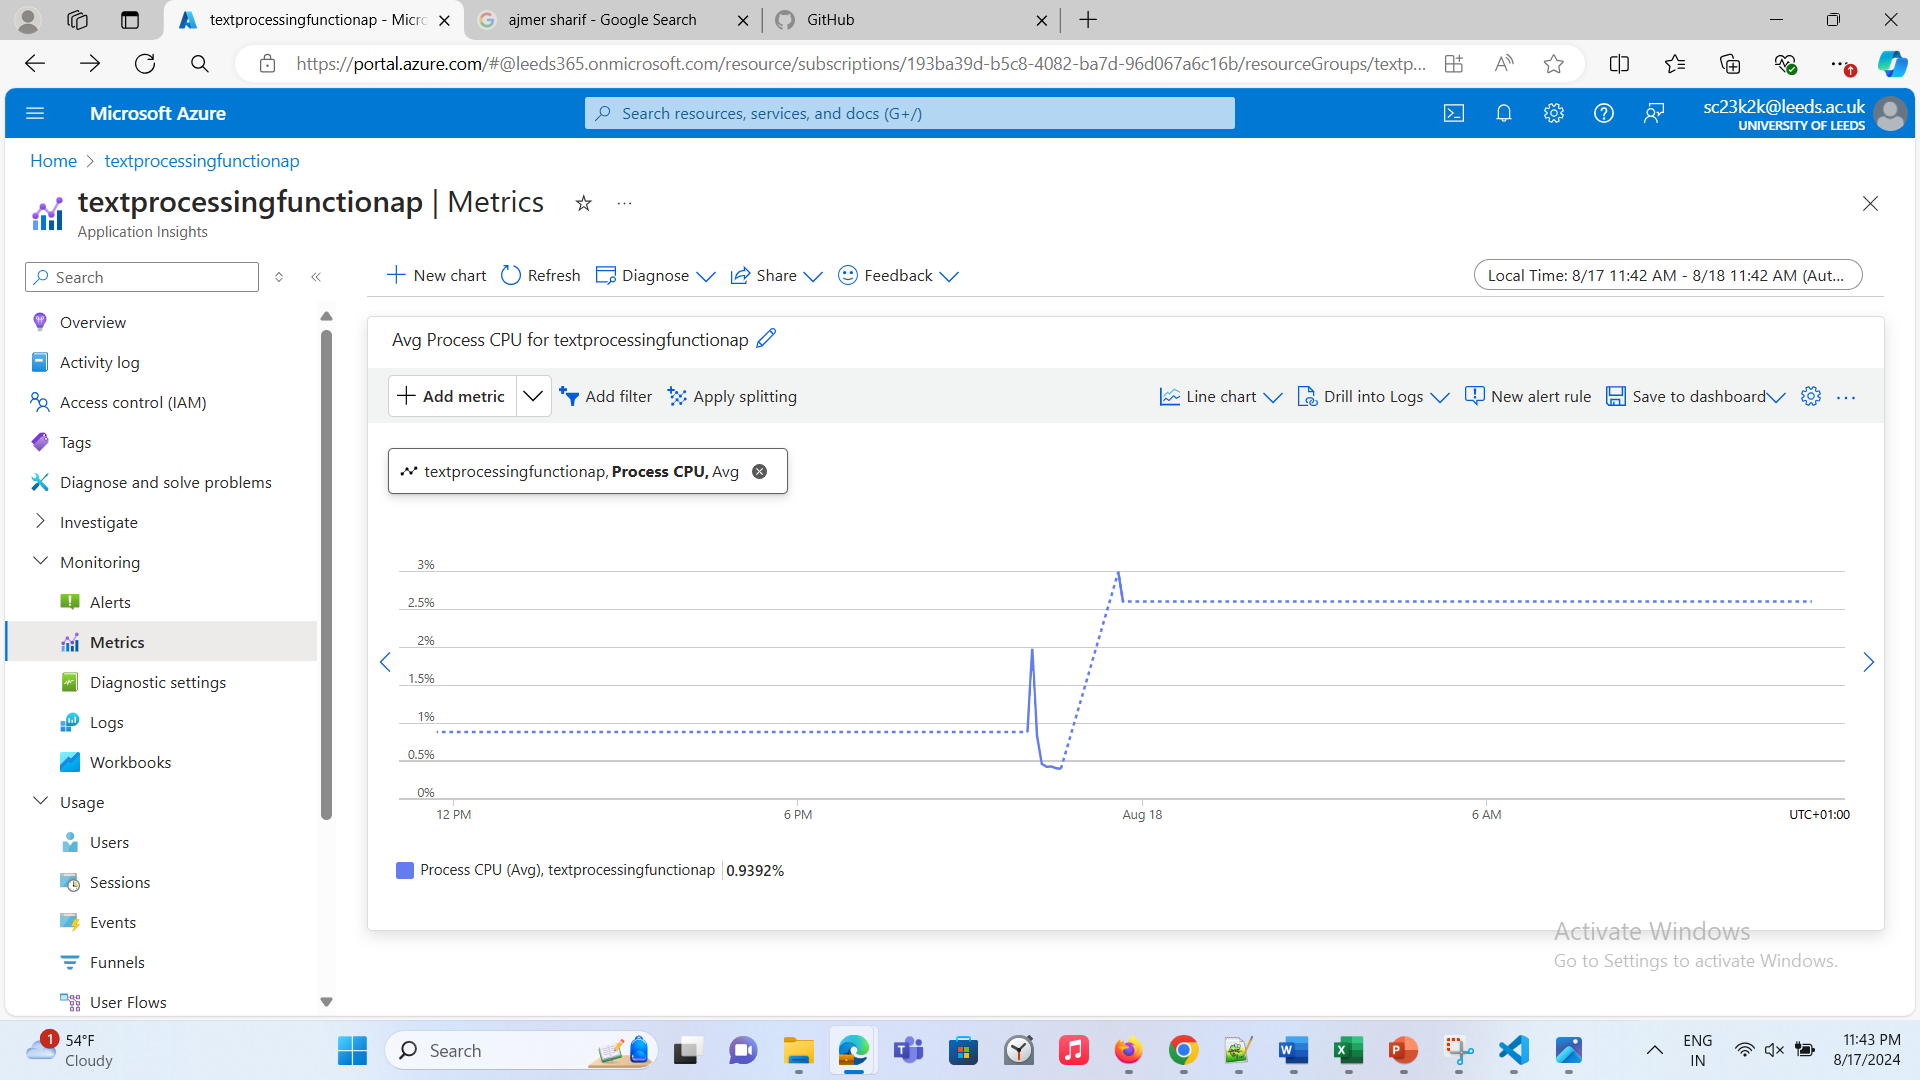 textprocessingfunctionap - Micro
ajmer sharif - Google Search
GitHub
https://portal.azure.com/#@leeds365.onmicrosoft.com/resource/subscriptions/193ba39d-b5c8-4082-ba7d-96d067a6c16b/resourceGroups/textp...
Microsoft Azure
Search resources, services, and docs (G+/)
sc23k2k@leeds.ac.uk
UNIVERSITY OF LEEDS
Home > textprocessingfunctionap
textprocessingfunctionap | Metrics
Application Insights
Search
New chart
Refresh
Diagnose
Share
Feedback
Local Time: 8/17 11:42 AM - 8/18 11:42 AM (Aut...
Overview
Activity log
Access control (IAM)
Tags
Diagnose and solve problems
Investigate
Monitoring
Alerts
Metrics
Diagnostic settings
Logs
Workbooks
Usage
Users
Sessions
Events
Funnels
User Flows
Avg Process CPU for textprocessingfunctionap
Add metric
Add filter
Apply splitting
Line chart
Drill into Logs
New alert rule
Save to dashboard
textprocessingfunctionap, Process CPU, Avg
3%
2.5%
2%
1.5%
1%
0.5%
0%
12 PM
6 PM
Aug 18
6 AM
UTC+01:00
Process CPU (Avg), textprocessingfunctionap | 0.9392%
Activate Windows
Go to Settings to activate Windows.
1
54°F
Cloudy
Search
ENG
IN
11:43 PM
8/17/2024